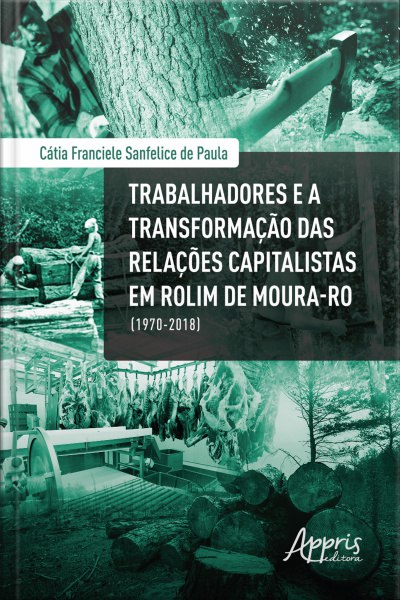 Cátia Franciele Sanfelice de Paula
TRABALHADORES E A
TRANSFORMAÇÃO DAS
RELAÇÕES CAPITALISTAS
EM ROLIM DE MOURA-RO
(1970-2018)
Appris
editora